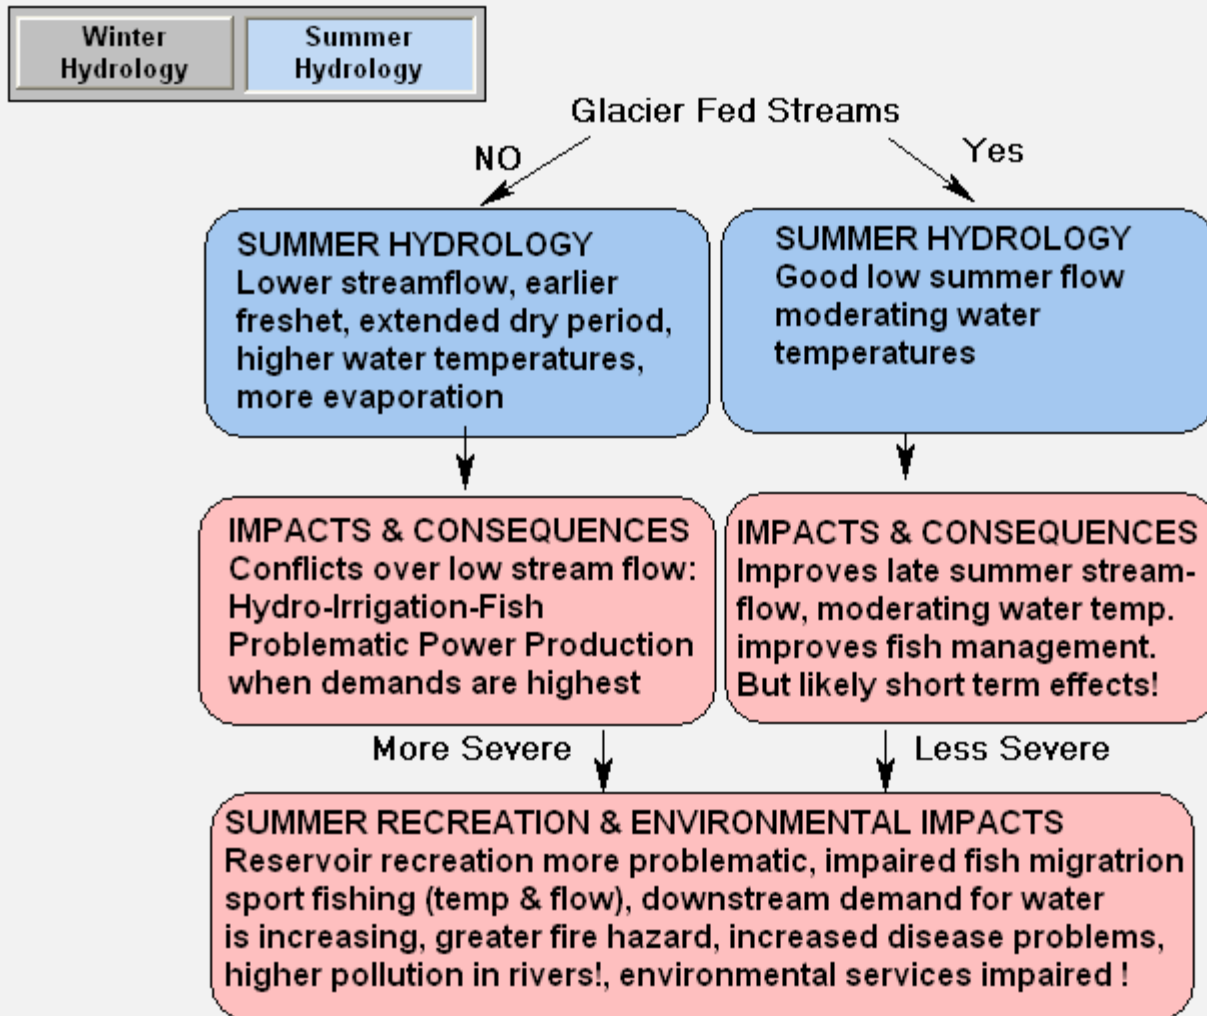 Winter
Hydrology
Summer
Hydrology
Glacier Fed Streams
NO
Yes
SUMMER HYDROLOGY
Lower streamflow, earlier
freshet, extended dry period,
higher water temperatures,
more evaporation
SUMMER HYDROLOGY
Good low summer flow
moderating water
temperatures
IMPACTS & CONSEQUENCES
Conflicts over low stream flow:
Hydro-Irrigation-Fish
Problematic Power Production
when demands are highest
IMPACTS & CONSEQUENCES
Improves late summer stream-
flow, moderating water temp.
improves fish management.
But likely short term effects!
More Severe
Less Severe
SUMMER RECREATION & ENVIRONMENTAL IMPACTS
Reservoir recreation more problematic, impaired fish migratrion
sport fishing (temp & flow), downstream demand for water
is increasing, greater fire hazard, increased disease problems,
higher pollution in rivers!, environmental services impaired !